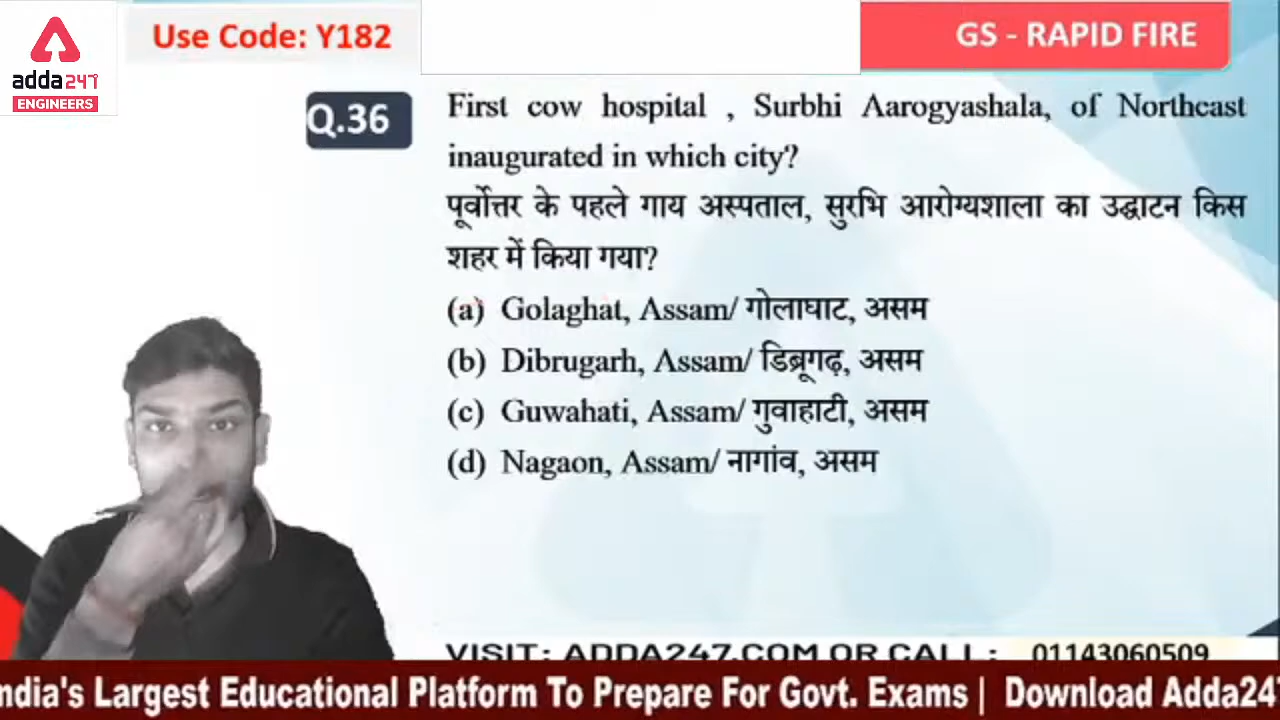 adda247
ENGINEERS
Use Code: Y182
GS - RAPID FIRE
Q.36
First cow hospital , Surbhi Aarogyashala, of Northeast
inaugurated in which city?
पूर्वोत्तर के पहले गाय अस्पताल, सुरभि आरोग्यशाला का उद्घाटन किस
शहर में किया गया?
(a) Golaghat, Assam/ गोलाघाट, असम
(b) Dibrugarh, Assam/ डिब्रूगढ़, असम
(c) Guwahati, Assam/ गुवाहाटी, असम
(d) Nagaon, Assam/ नागांव, असम
VISIT: ADDA247.COM OR CALL: 01143060509
ndia's Largest Educational Platform To Prepare For Govt. Exams | Download Adda247